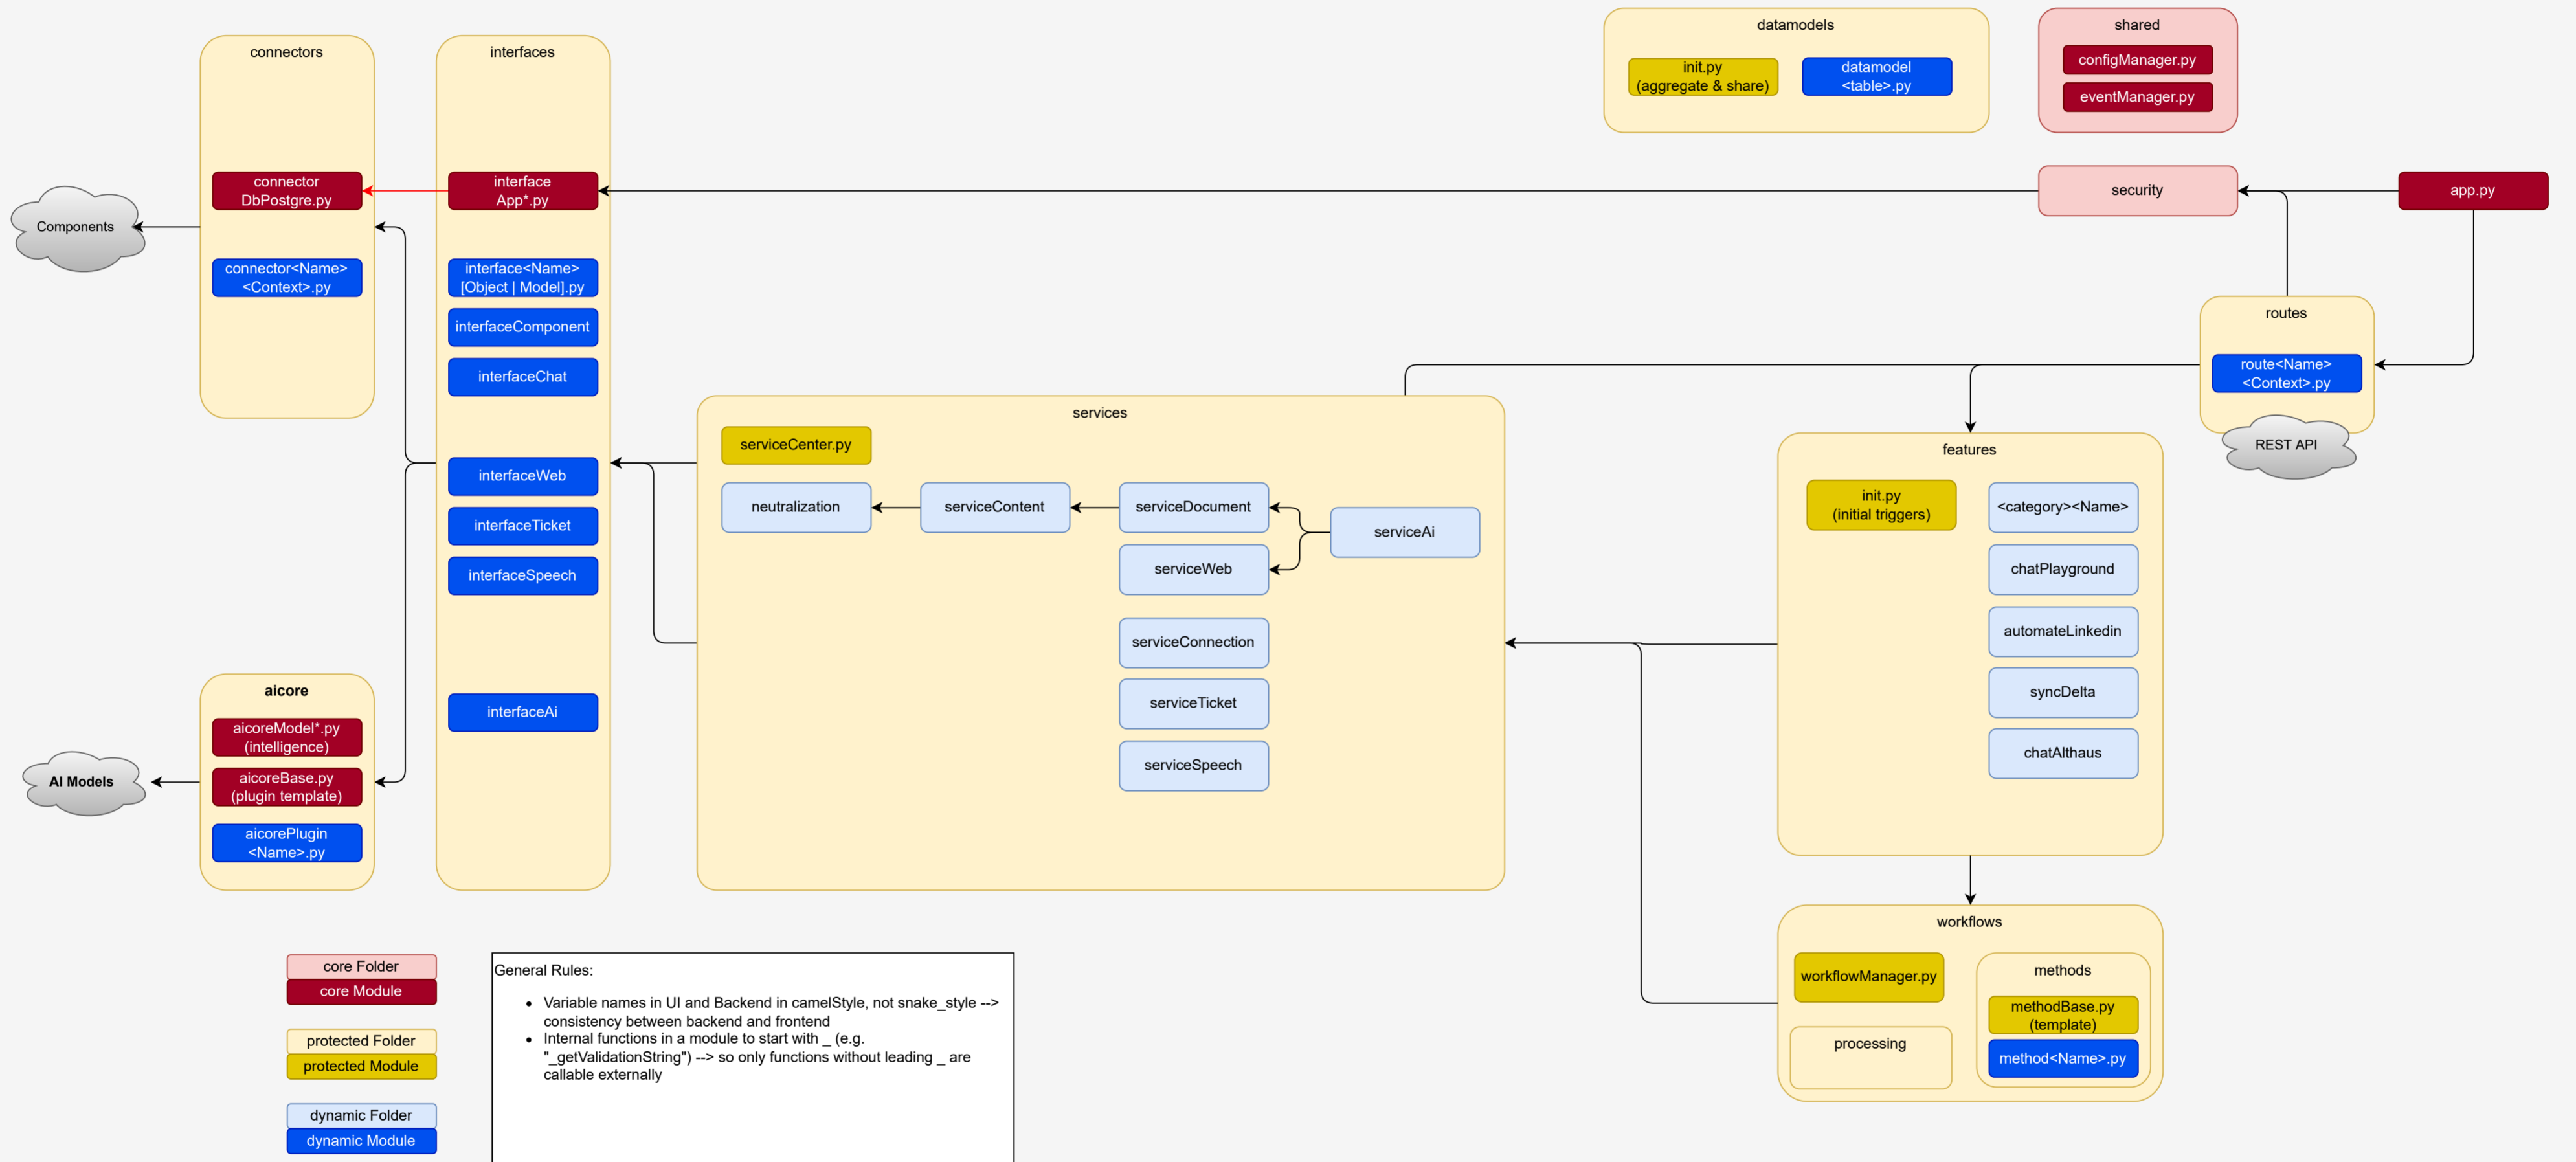 datamodels
init.py
(aggregate & share)
datamodel
<table>.py
shared
configManager.py
eventManager.py
connectors
connector
DbPostgre.py
connector<Name>
<Context>.py
interfaces
interface
App*.py
interface<Name>
[Object | Model].py
interfaceComponent
interfaceChat
interfaceWeb
interfaceTicket
interfaceSpeech
interfaceAi
security
app.py
Components
routes
route<Name>
<Context>.py
REST API
services
serviceCenter.py
neutralization
serviceContent
serviceDocument
serviceAi
serviceWeb
serviceConnection
serviceTicket
serviceSpeech
features
init.py
(initial triggers)
<category><Name>
chatPlayground
automateLinkedin
syncDelta
chatAlthaus
aicore
aicoreModel*.py
(intelligence)
aicoreBase.py
(plugin template)
aicorePlugin
<Name>.py
AI Models
workflows
workflowManager.py
processing
methods
methodBase.py
(template)
method<Name>.py
core Folder
core Module
protected Folder
protected Module
dynamic Folder
dynamic Module
General Rules:
• Variable names in UI and Backend in camelStyle, not snake_style -->
consistency between backend and frontend
• Internal functions in a module to start with _ (e.g.
"_getValidationString") --> so only functions without leading _ are
callable externally